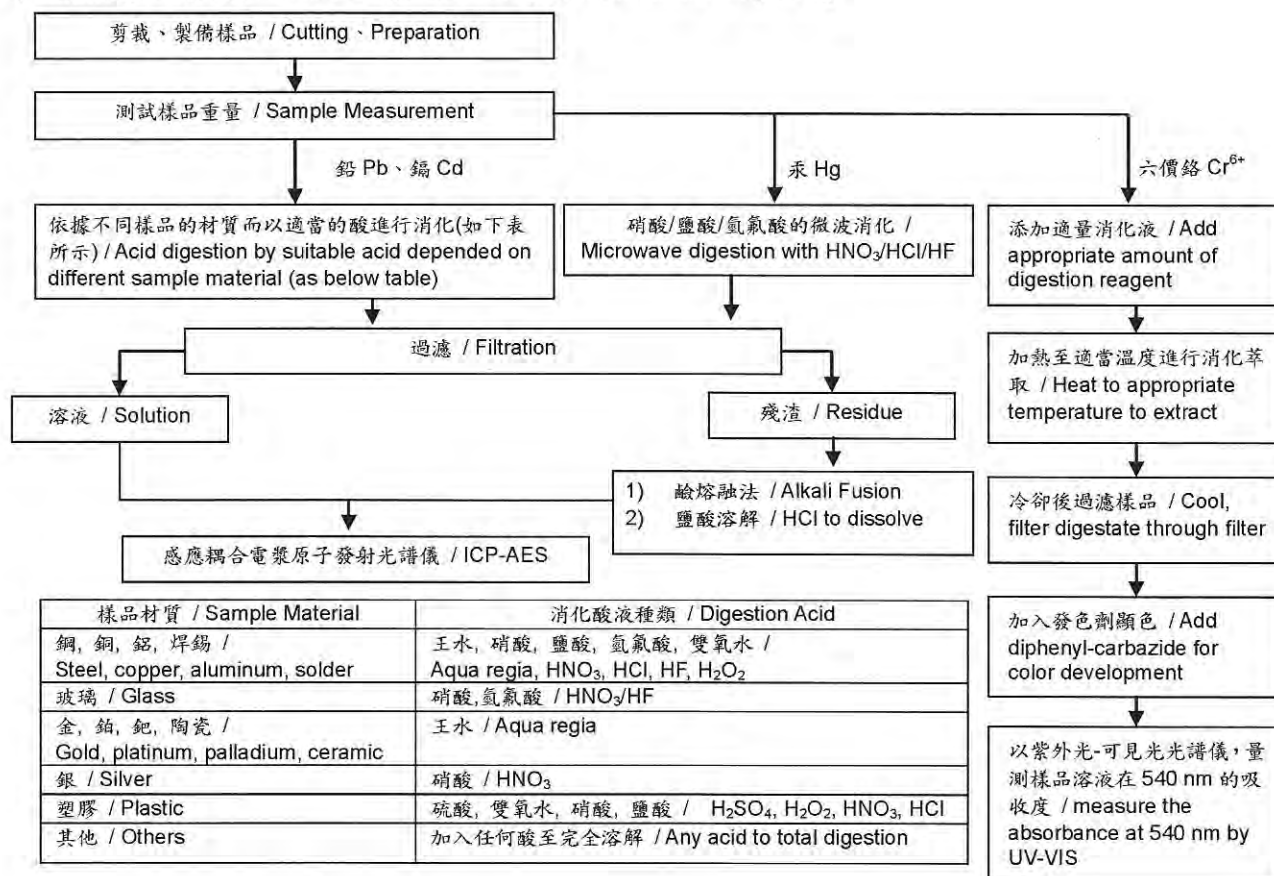 剪裁、製備樣品 / Cutting、Preparation
測試樣品重量 / Sample Measurement
鉛 Pb、鎘 Cd
汞 Hg
六價鉻 Cr⁶⁺
依據不同樣品的材質而以適當的酸進行消化(如下表
所示) / Acid digestion by suitable acid depended on
different sample material (as below table)
硝酸/鹽酸/氫氟酸的微波消化 /
Microwave digestion with HNO₃/HCl/HF
添加適量消化液 / Add
appropriate amount of
digestion reagent
過濾 / Filtration
加熱至適當溫度進行消化萃
取 / Heat to appropriate
temperature to extract
溶液 / Solution
殘渣 / Residue
1) 鹼熔融法 / Alkali Fusion
2) 鹽酸溶解 / HCl to dissolve
冷卻後過濾樣品 / Cool,
filter digestate through filter
感應耦合電漿原子發射光譜儀 / ICP-AES
加入發色劑顯色 / Add
diphenyl-carbazide for
color development
以紫外光-可見光光譜儀，量
測樣品溶液在 540 nm 的吸
收度 / measure the
absorbance at 540 nm by
UV-VIS
樣品材質 / Sample Material
消化酸液種類 / Digestion Acid
鋼, 銅, 鋁, 焊錫 /
Steel, copper, aluminum, solder
王水, 硝酸, 鹽酸, 氫氟酸, 雙氧水 /
Aqua regia, HNO₃, HCl, HF, H₂O₂
玻璃 / Glass
硝酸,氫氟酸 / HNO₃/HF
金, 鉑, 鈀, 陶瓷 /
Gold, platinum, palladium, ceramic
王水 / Aqua regia
銀 / Silver
硝酸 / HNO₃
塑膠 / Plastic
硫酸, 雙氧水, 硝酸, 鹽酸 / H₂SO₄, H₂O₂, HNO₃, HCl
其他 / Others
加入任何酸至完全溶解 / Any acid to total digestion